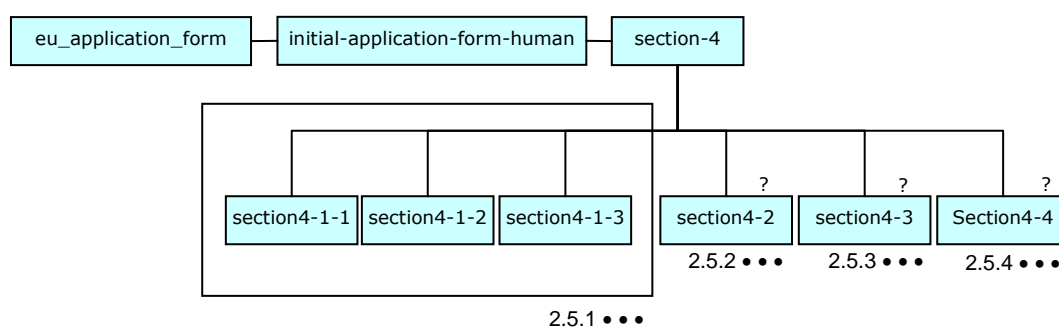 eu_application_form initial-application-form-human section-4
? ? ?
section4-1-1 section4-1-2 section4-1-3 section4-2 section4-3 Section4-4
2.5.2 ● ● ● 2.5.3 ● ● ● 2.5.4 ● ● ●
2.5.1 ● ● ●